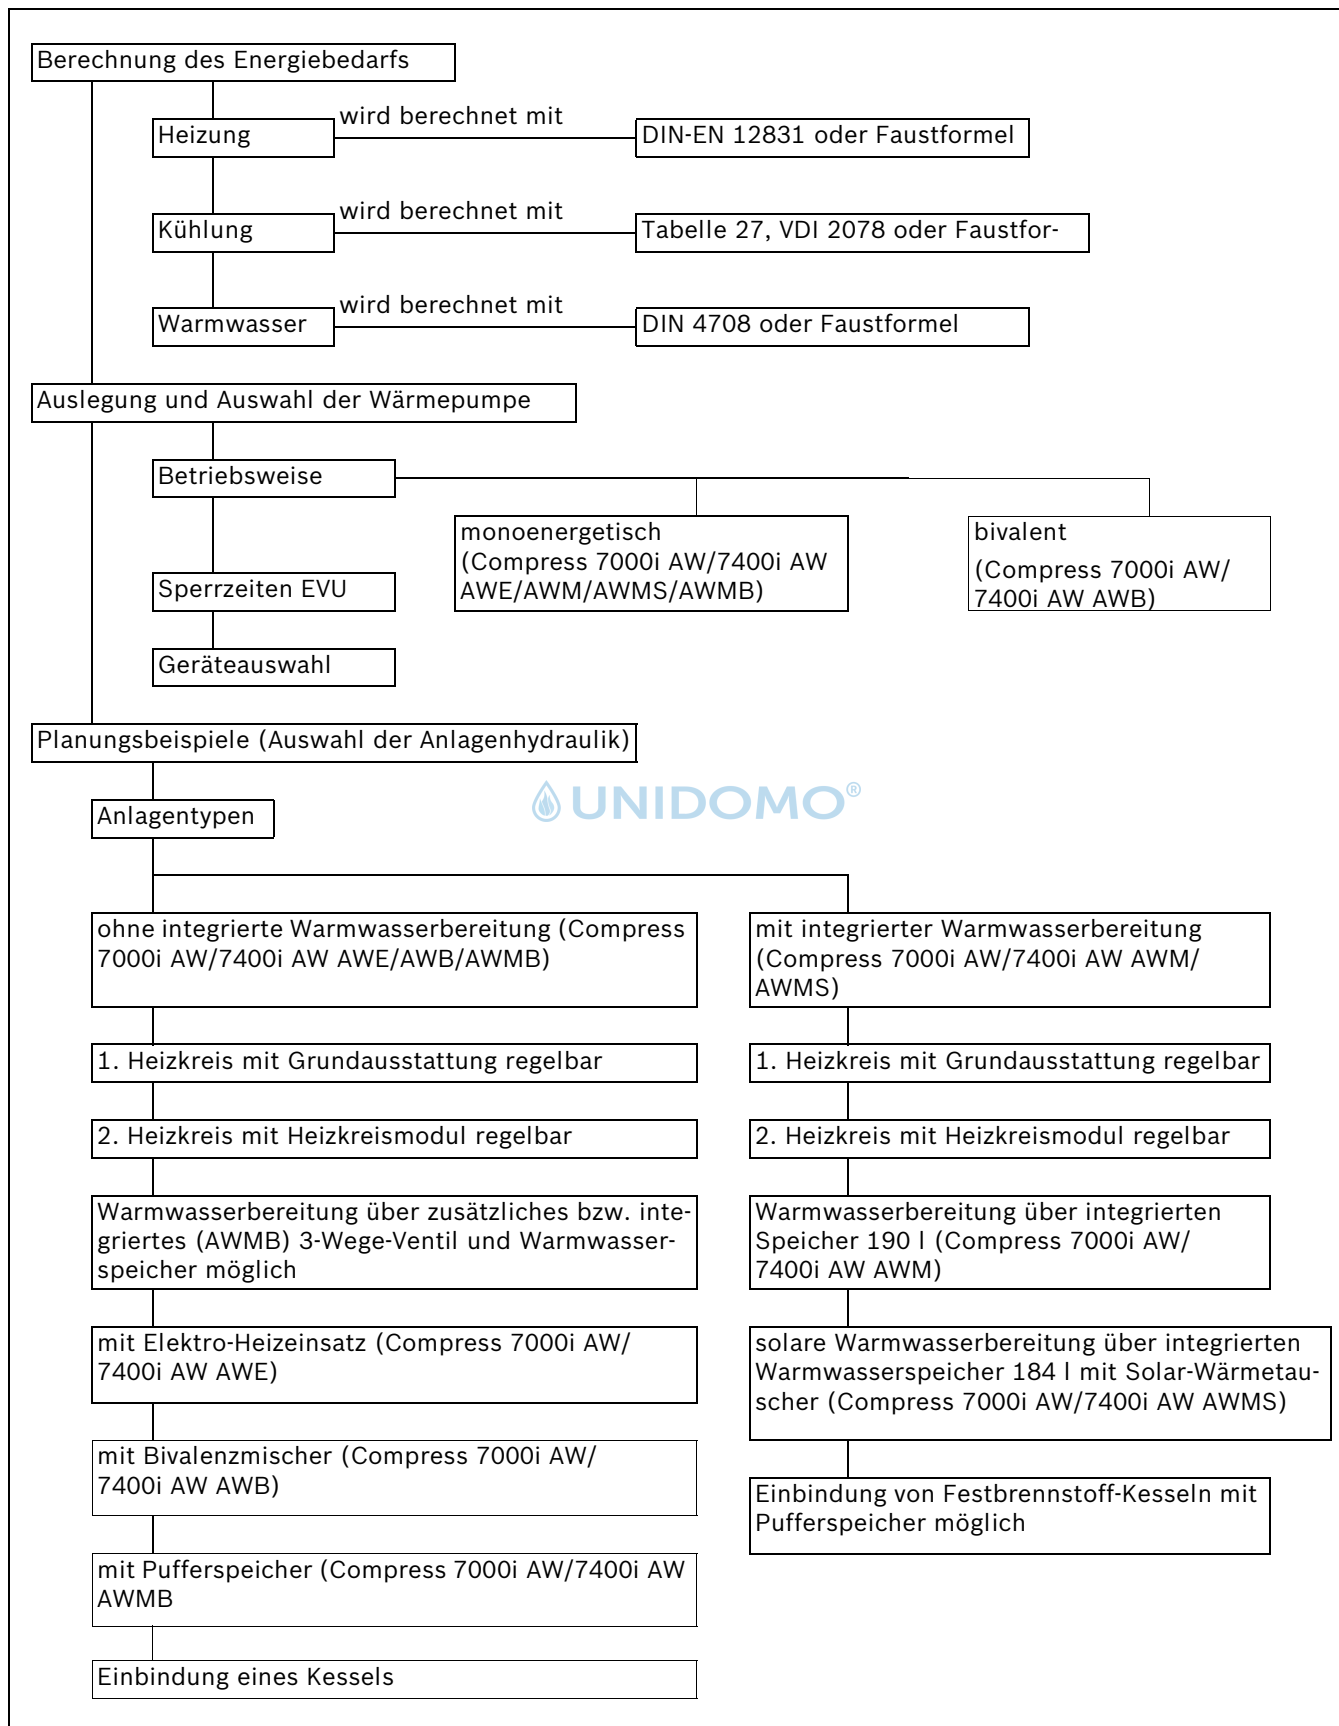 Berechnung des Energiebedarfs
wird berechnet mit
Heizung
DIN-EN 12831 oder Faustformel
wird berechnet mit
Kühlung
Tabelle 27, VDI 2078 oder Faustfor-
wird berechnet mit
Warmwasser
DIN 4708 oder Faustformel
Auslegung und Auswahl der Wärmepumpe
Betriebsweise
monoenergetisch
(Compress 7000i AW/7400i AW
AWE/AWM/AWMS/AWMB)
bivalent
(Compress 7000i AW/
7400i AW AWB)
Sperrzeiten EVU
Geräteauswahl
Planungsbeispiele (Auswahl der Anlagenhydraulik)
UNIDOMO®
Anlagentypen
ohne integrierte Warmwasserbereitung (Compress
7000i AW/7400i AW AWE/AWB/AWMB)
1. Heizkreis mit Grundausstattung regelbar
2. Heizkreis mit Heizkreismodul regelbar
Warmwasserbereitung über zusätzliches bzw. inte-
griertes (AWMB) 3-Wege-Ventil und Warmwasser-
speicher möglich
mit Elektro-Heizeinsatz (Compress 7000i AW/
7400i AW AWE)
mit Bivalenzmischer (Compress 7000i AW/
7400i AW AWB)
mit Pufferspeicher (Compress 7000i AW/7400i AW
AWMB
Einbindung eines Kessels
mit integrierter Warmwasserbereitung
(Compress 7000i AW/7400i AW AWM/
AWMS)
1. Heizkreis mit Grundausstattung regelbar
2. Heizkreis mit Heizkreismodul regelbar
Warmwasserbereitung über integrierten
Speicher 190 l (Compress 7000i AW/
7400i AW AWM)
solare Warmwasserbereitung über integrierten
Warmwasserspeicher 184 l mit Solar-Wärmetau-
scher (Compress 7000i AW/7400i AW AWMS)
Einbindung von Festbrennstoff-Kesseln mit
Pufferspeicher möglich